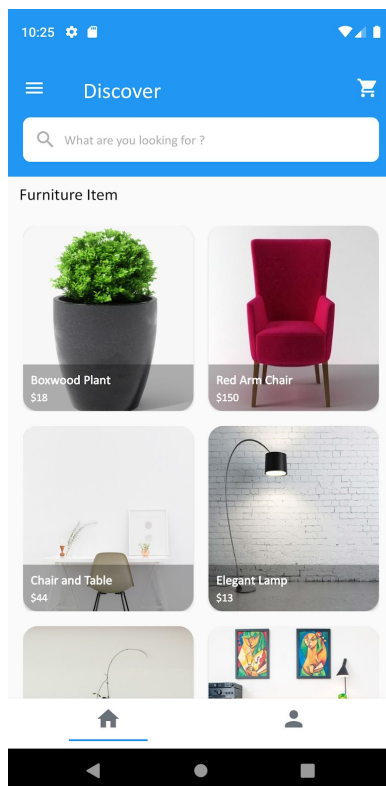 10:25
Discover
What are you looking for ?
Furniture Item
Boxwood Plant
$18
Red Arm Chair
$150
Chair and Table
$44
Elegant Lamp
$13